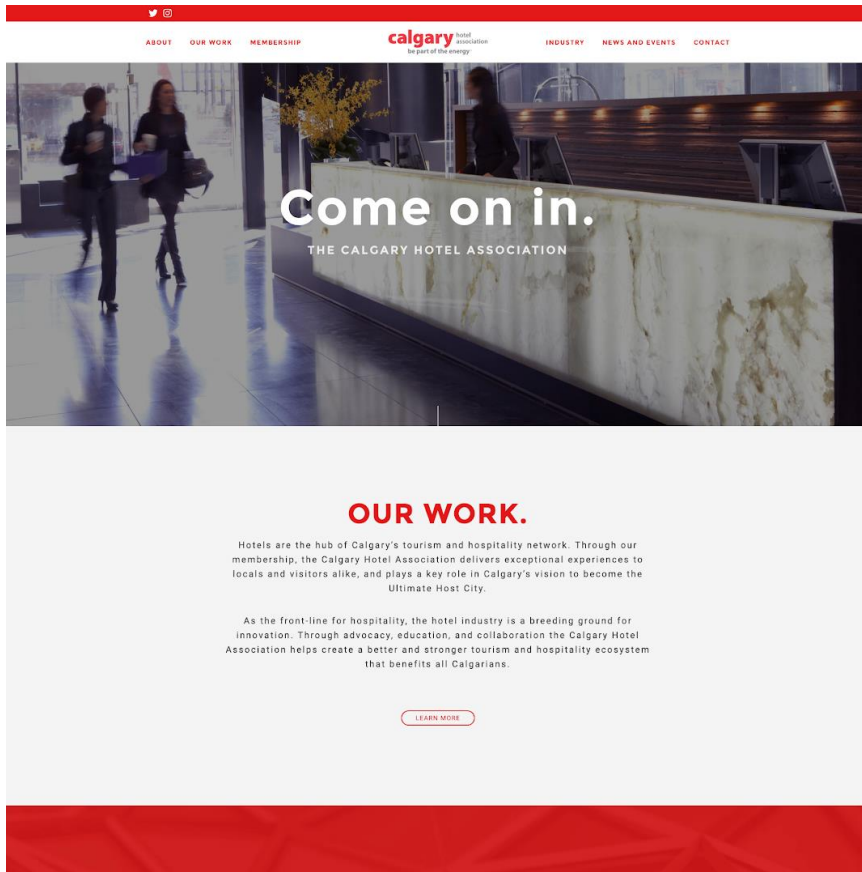 ABOUT OUR WORK MEMBERSHIP
calgary hotel association
be part of the energy
INDUSTRY NEWS AND EVENTS CONTACT
Come on in.
THE CALGARY HOTEL ASSOCIATION
OUR WORK.
Hotels are the hub of Calgary's tourism and hospitality network. Through our
membership, the Calgary Hotel Association delivers exceptional experiences to
locals and visitors alike, and plays a key role in Calgary's vision to become the
Ultimate Host City.
As the front-line for hospitality, the hotel industry is a breeding ground for
innovation. Through advocacy, education, and collaboration the Calgary Hotel
Association helps create a better and stronger tourism and hospitality ecosystem
that benefits all Calgarians.
LEARN MORE